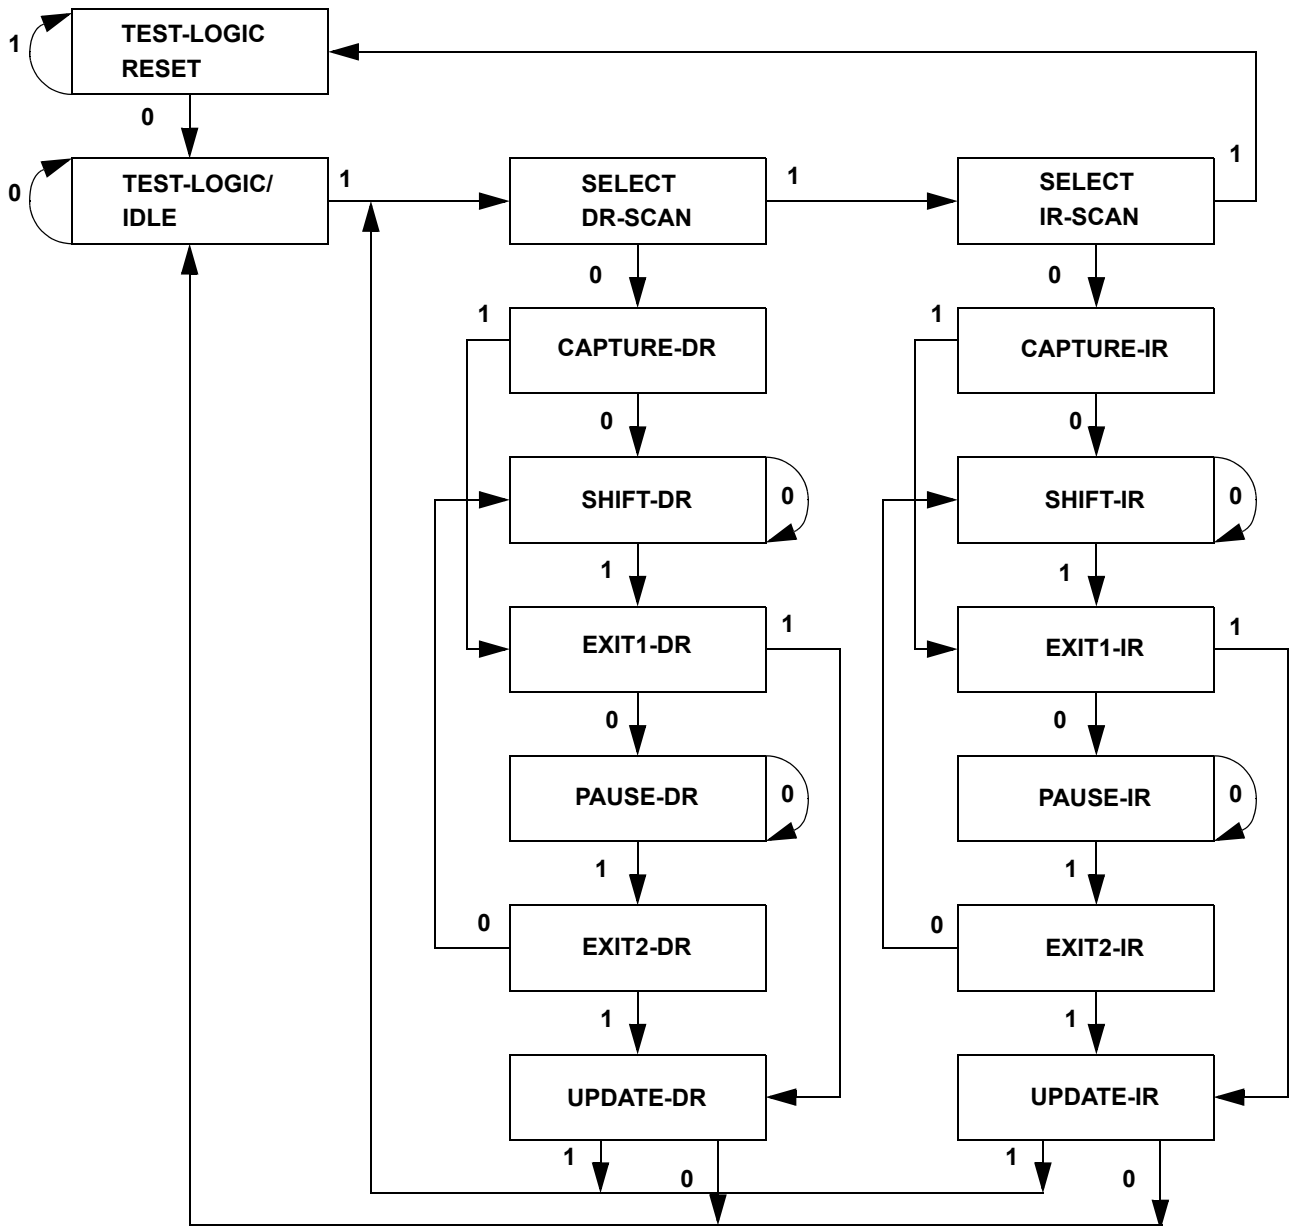 1
TEST-LOGIC
RESET
0
0
TEST-LOGIC/
IDLE
1
SELECT
DR-SCAN
1
SELECT
IR-SCAN
1
0
0
1
CAPTURE-DR
1
CAPTURE-IR
0
0
SHIFT-DR
0
SHIFT-IR
0
1
1
EXIT1-DR
1
EXIT1-IR
1
0
0
PAUSE-DR
0
PAUSE-IR
0
1
1
0
EXIT2-DR
0
EXIT2-IR
1
1
UPDATE-DR
UPDATE-IR
1
0
1
0